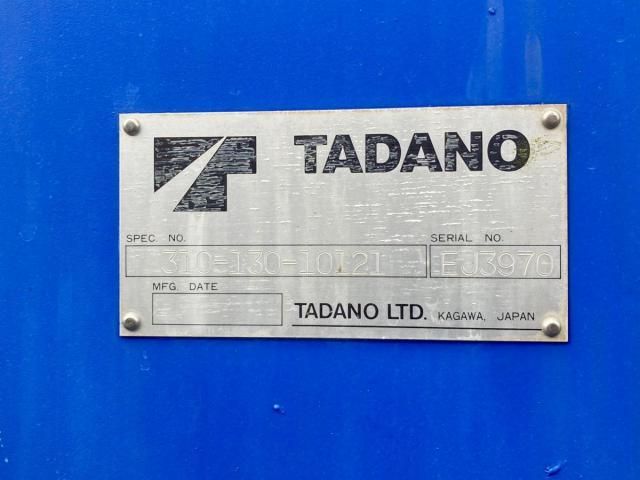 TADANO
SPEC. NO.
310-130-10121
SERIAL NO.
EJ3970
MFG. DATE
TADANO LTD. KAGAWA, JAPAN